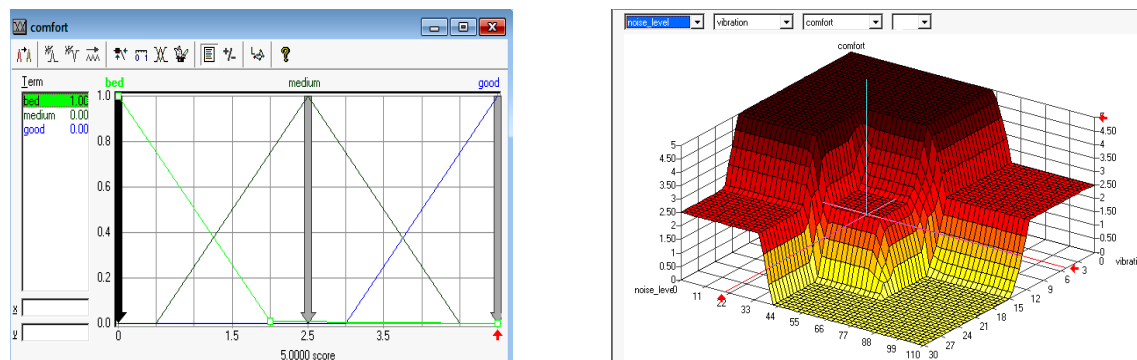 comfort
Term
bed 1.00
medium 0.00
good 0.00
x
y
bed medium good
1.0
0.8
0.6
0.4
0.2
0.0
0 1.5 2.5 3.5
5.0000 score
noise_level vibration comfort
comfort
5
4.50
4
3.50
3
2.50
2
1.50
1
0.50
0
4.50
4
3.50
3
2.50
2
1.50
1
0.50
0
noise_level 0 11 22 33 44 55 66 77 88 99 110
30 27 24 21 18 15 12 9 6 3 0
vibratio